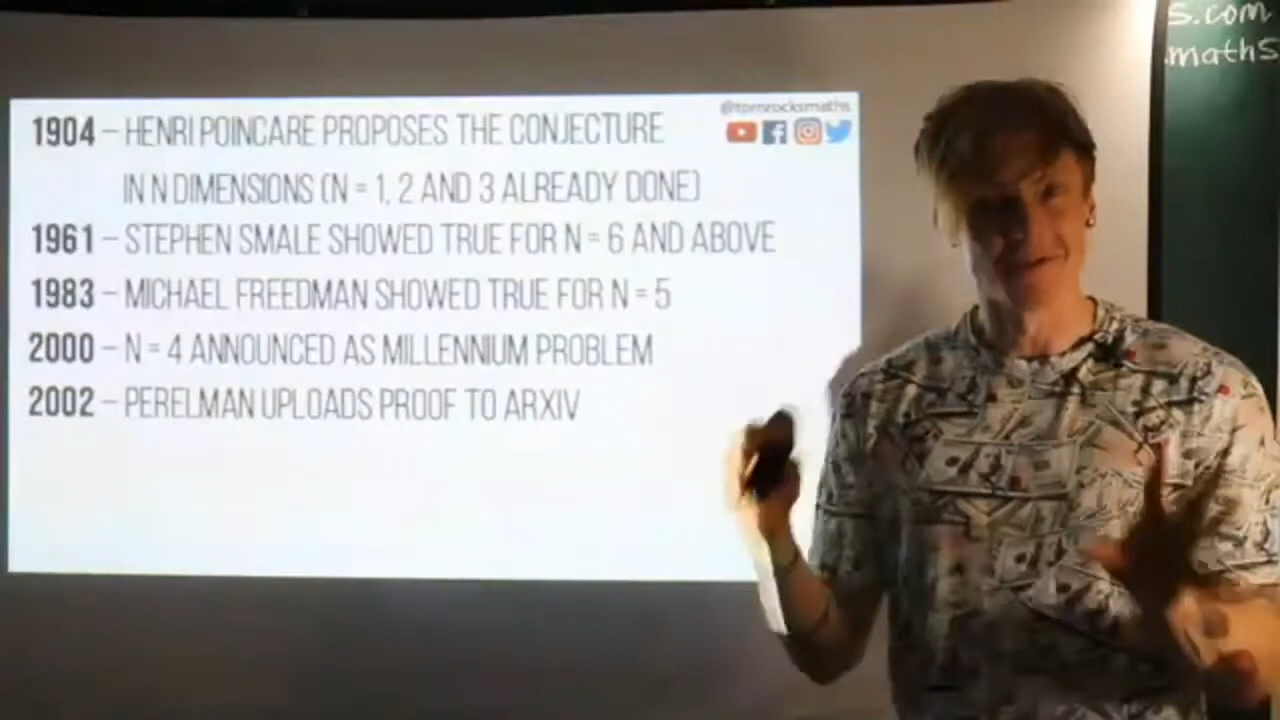 1904 – HENRI POINCARE PROPOSES THE CONJECTURE
IN N DIMENSIONS (N = 1, 2 AND 3 ALREADY DONE)
1961 – STEPHEN SMALE SHOWED TRUE FOR N = 6 AND ABOVE
1983 – MICHAEL FREEDMAN SHOWED TRUE FOR N = 5
2000 – N = 4 ANNOUNCED AS MILLENNIUM PROBLEM
2002 – PERELMAN UPLOADS PROOF TO ARXIV
@tomrocksmaths
s.com
maths